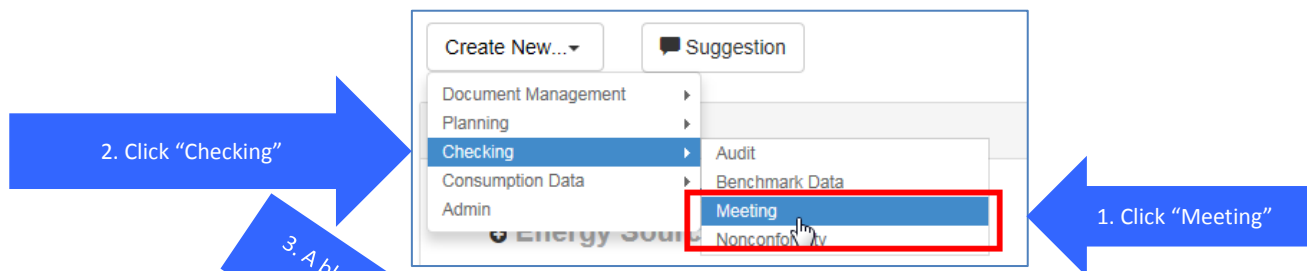 Create New...
Suggestion
Document Management
Planning
Checking
Consumption Data
Admin
Audit
Benchmark Data
Meeting
2. Click “Checking”
1. Click “Meeting”
3. A
Energy